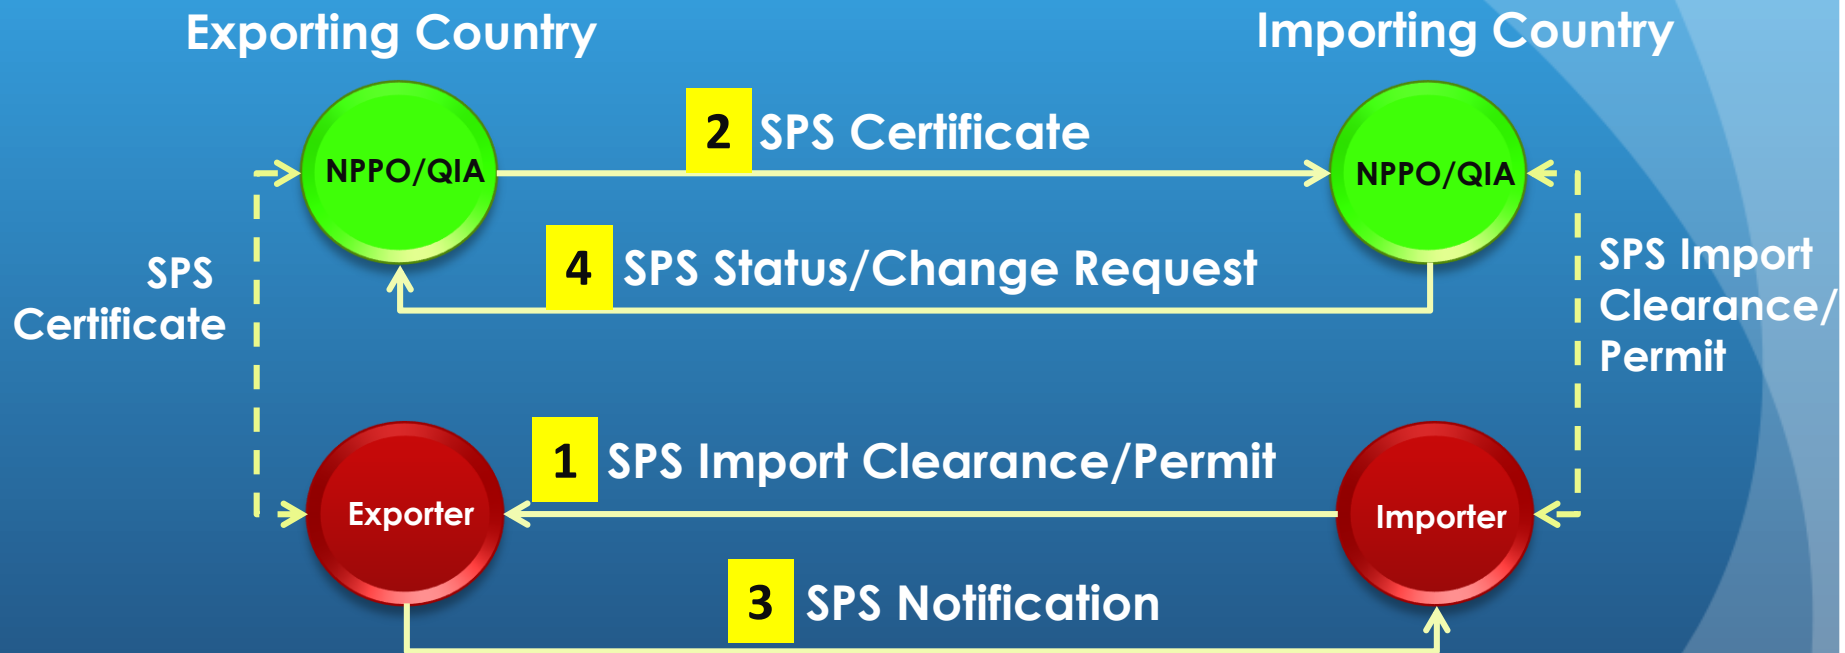 Exporting Country
Importing Country
NPPO/QIA
2 SPS Certificate
NPPO/QIA
4 SPS Status/Change Request
SPS
Certificate
SPS Import
Clearance/
Permit
1 SPS Import Clearance/Permit
Exporter
Importer
3 SPS Notification